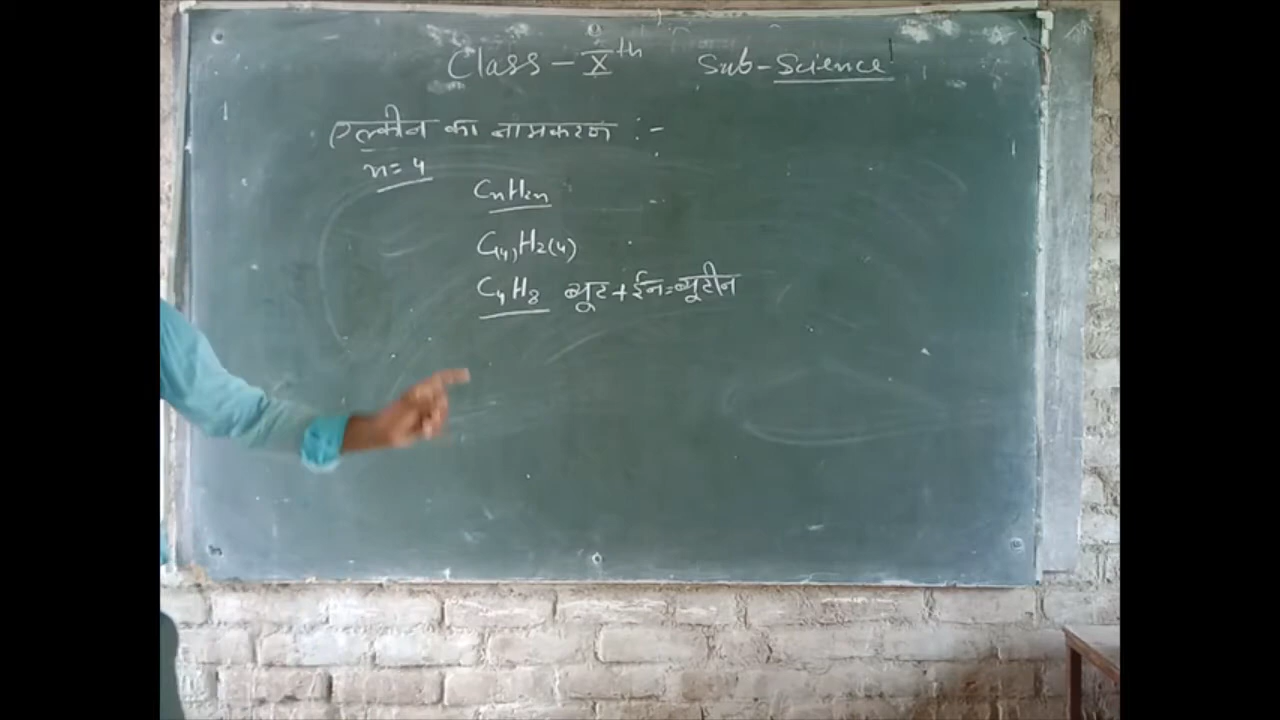 Class - Xth Sub - Science
एल्कीन का नामकरण :-
n = 4
CnH2n
C(4)H2(4)
C4H8 ब्यूट + ईन = ब्यूटीन